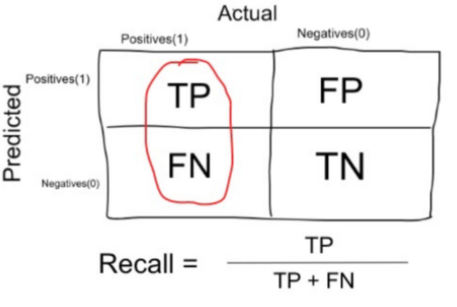 Actual
Positives(1) Negatives(0)
Predicted
Positives(1) TP FP
Negatives(0) FN TN
Recall = TP
TP + FN